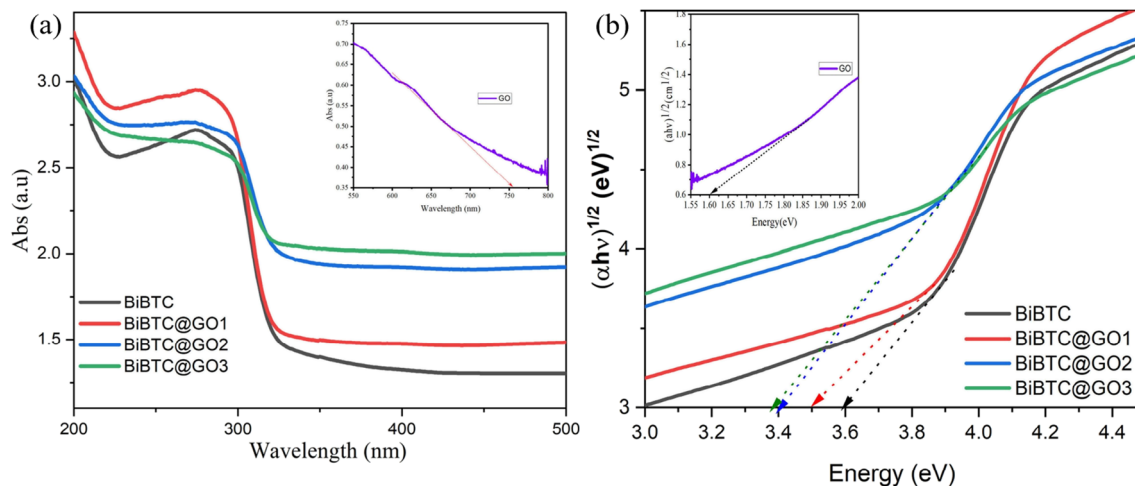 (a)
Abs (a.u)
3.0
2.5
2.0
1.5
200
300
400
500
Wavelength (nm)
BiBTC
BiBTC@GO1
BiBTC@GO2
BiBTC@GO3
Abs (a.u)
0.75
0.70
0.65
0.60
0.55
0.50
0.45
0.40
0.35
550
600
650
700
750
800
Wavelength (nm)
GO
(b)
(αhν)1/2 (eV)1/2
5
4
3
3.0
3.2
3.4
3.6
3.8
4.0
4.2
4.4
Energy (eV)
BiBTC
BiBTC@GO1
BiBTC@GO2
BiBTC@GO3
(ahv)1/2(cm1/2)
1.8
1.6
1.4
1.2
1.0
0.8
0.6
1.55
1.60
1.65
1.70
1.75
1.80
1.85
1.90
1.95
2.00
Energy(eV)
GO